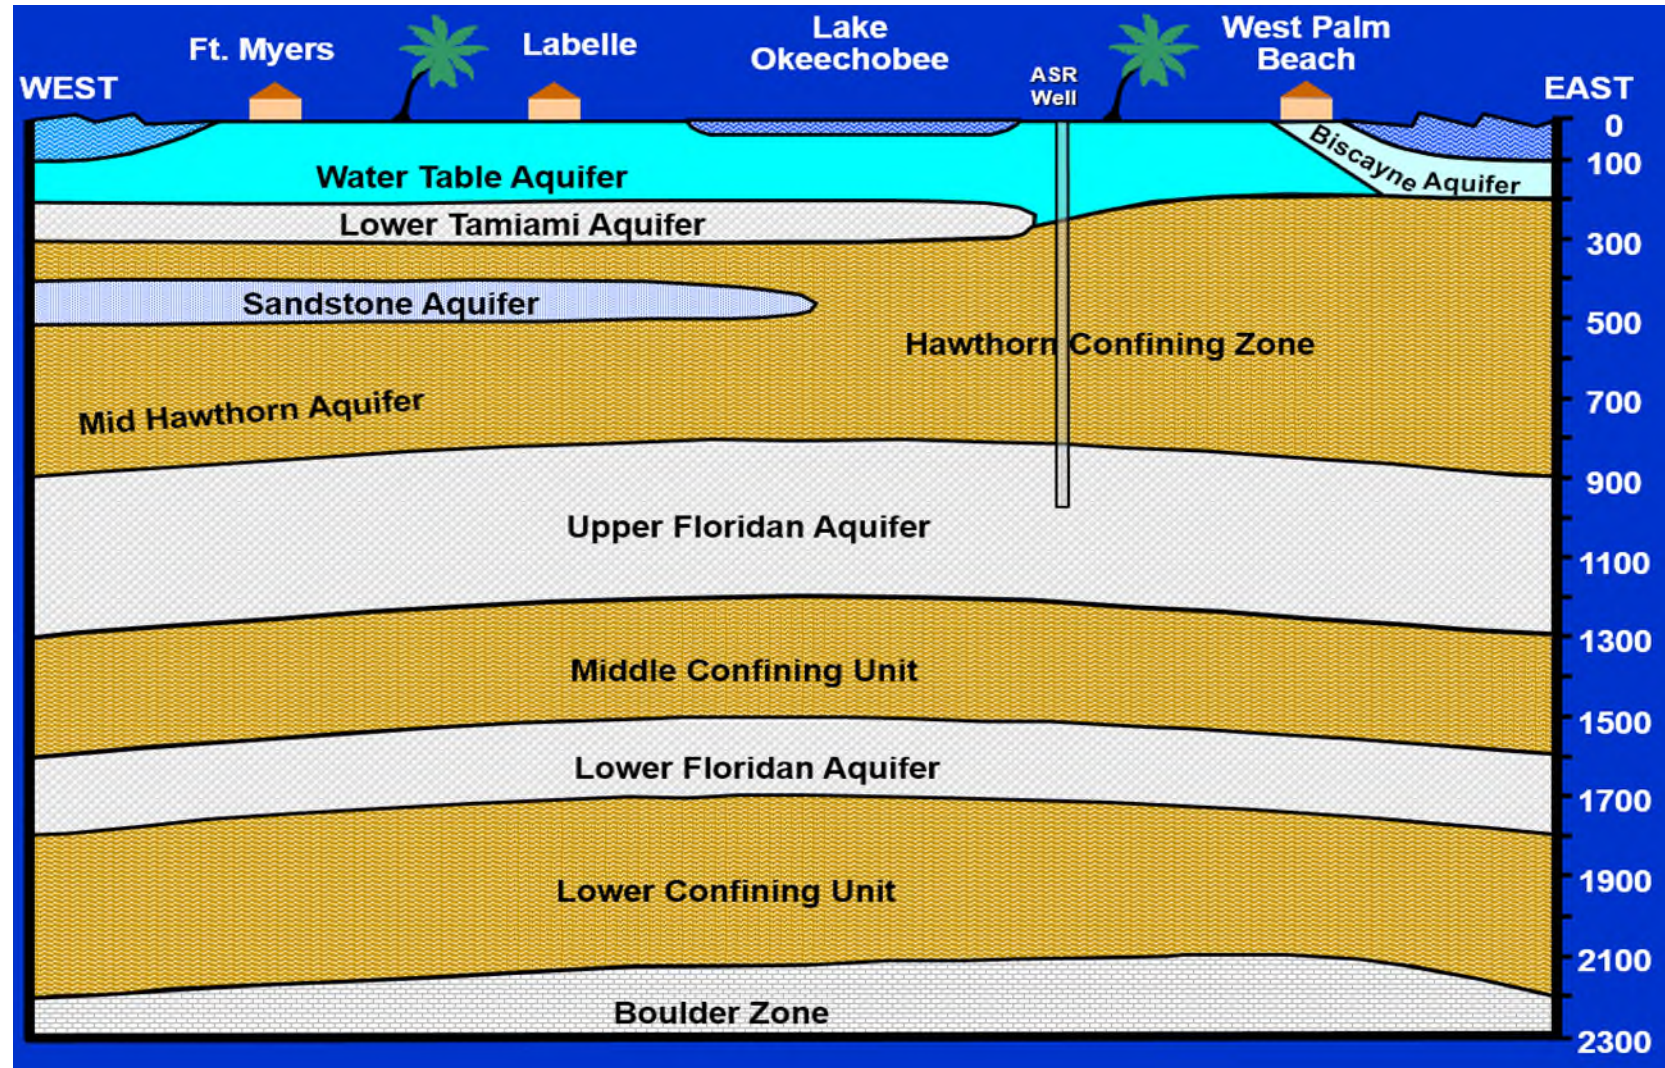 Ft. Myers
Labelle
Lake
Okeechobee
West Palm
Beach
ASR
Well
WEST
EAST
0
Biscayne Aquifer
100
Water Table Aquifer
Lower Tamiami Aquifer
300
Sandstone Aquifer
500
Hawthorn Confining Zone
Mid Hawthorn Aquifer
700
900
Upper Floridan Aquifer
1100
1300
Middle Confining Unit
1500
Lower Floridan Aquifer
1700
1900
Lower Confining Unit
2100
Boulder Zone
2300